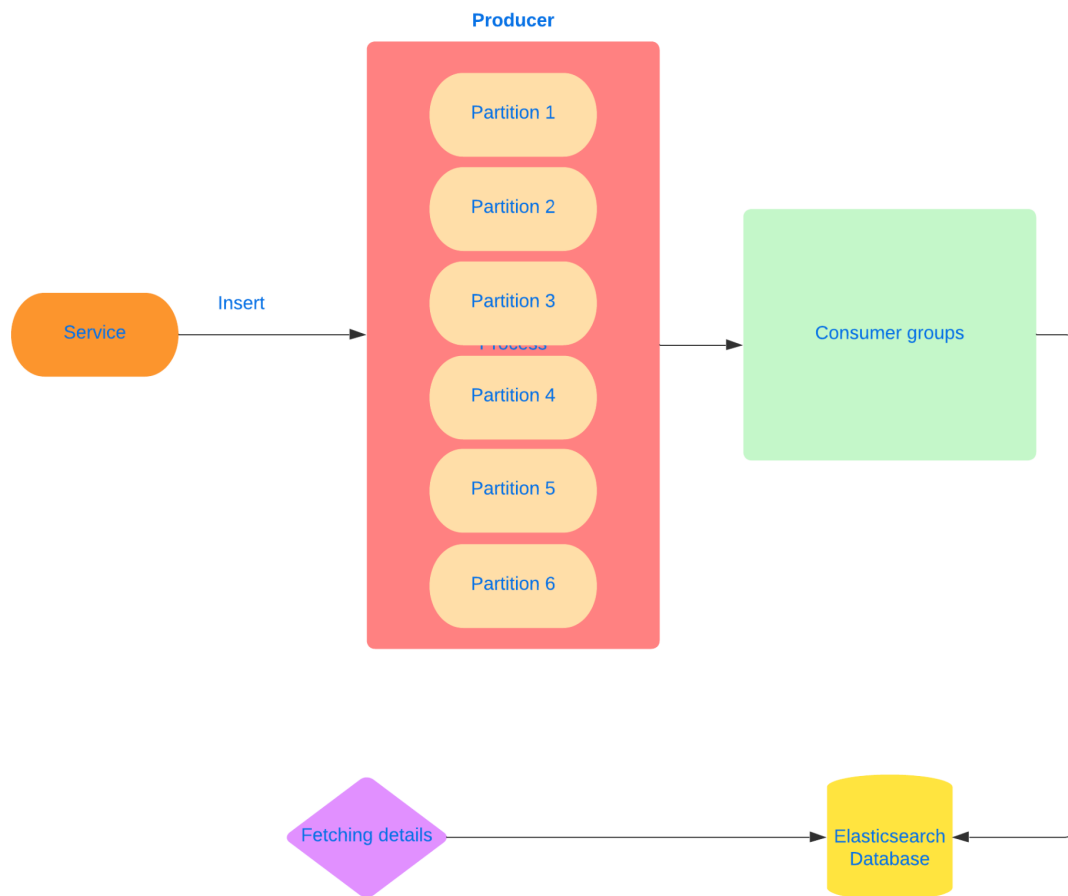 Producer
Partition 1
Partition 2
Partition 3
Process
Partition 4
Partition 5
Partition 6
Service
Insert
Consumer groups
Fetching details
Elasticsearch
Database